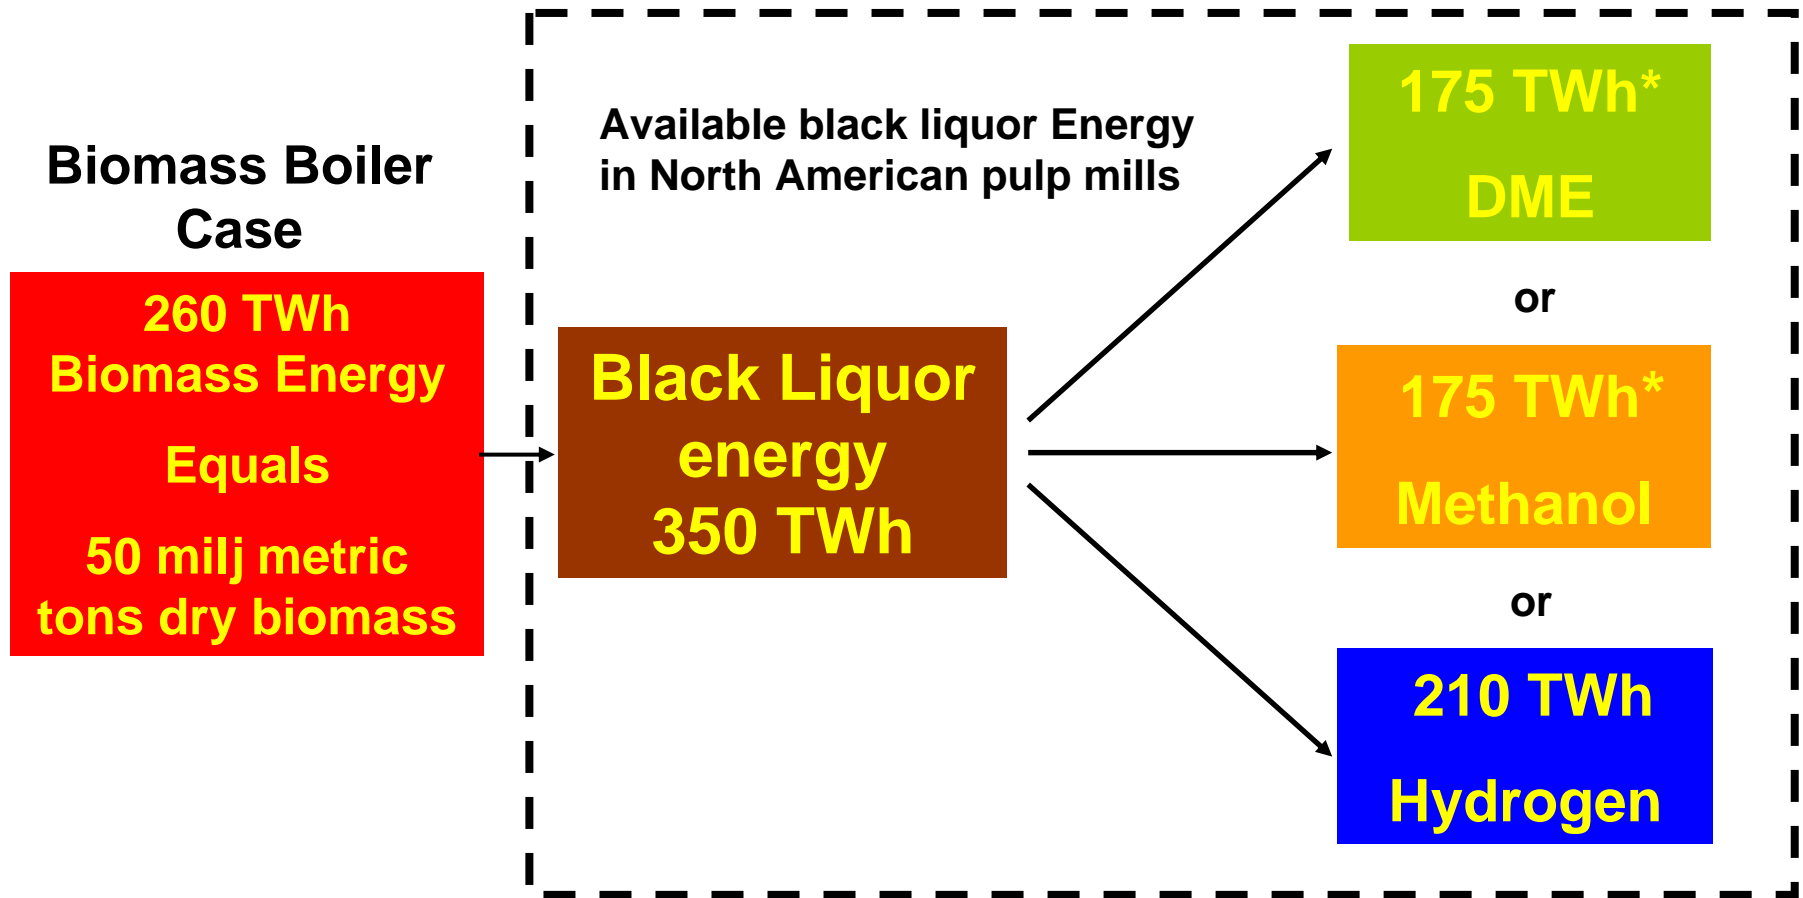 Biomass Boiler
Case
260 TWh
Biomass Energy
Equals
50 milj metric
tons dry biomass
Available black liquor Energy
in North American pulp mills
Black Liquor
energy
350 TWh
175 TWh*
DME
or
175 TWh*
Methanol
or
210 TWh
Hydrogen